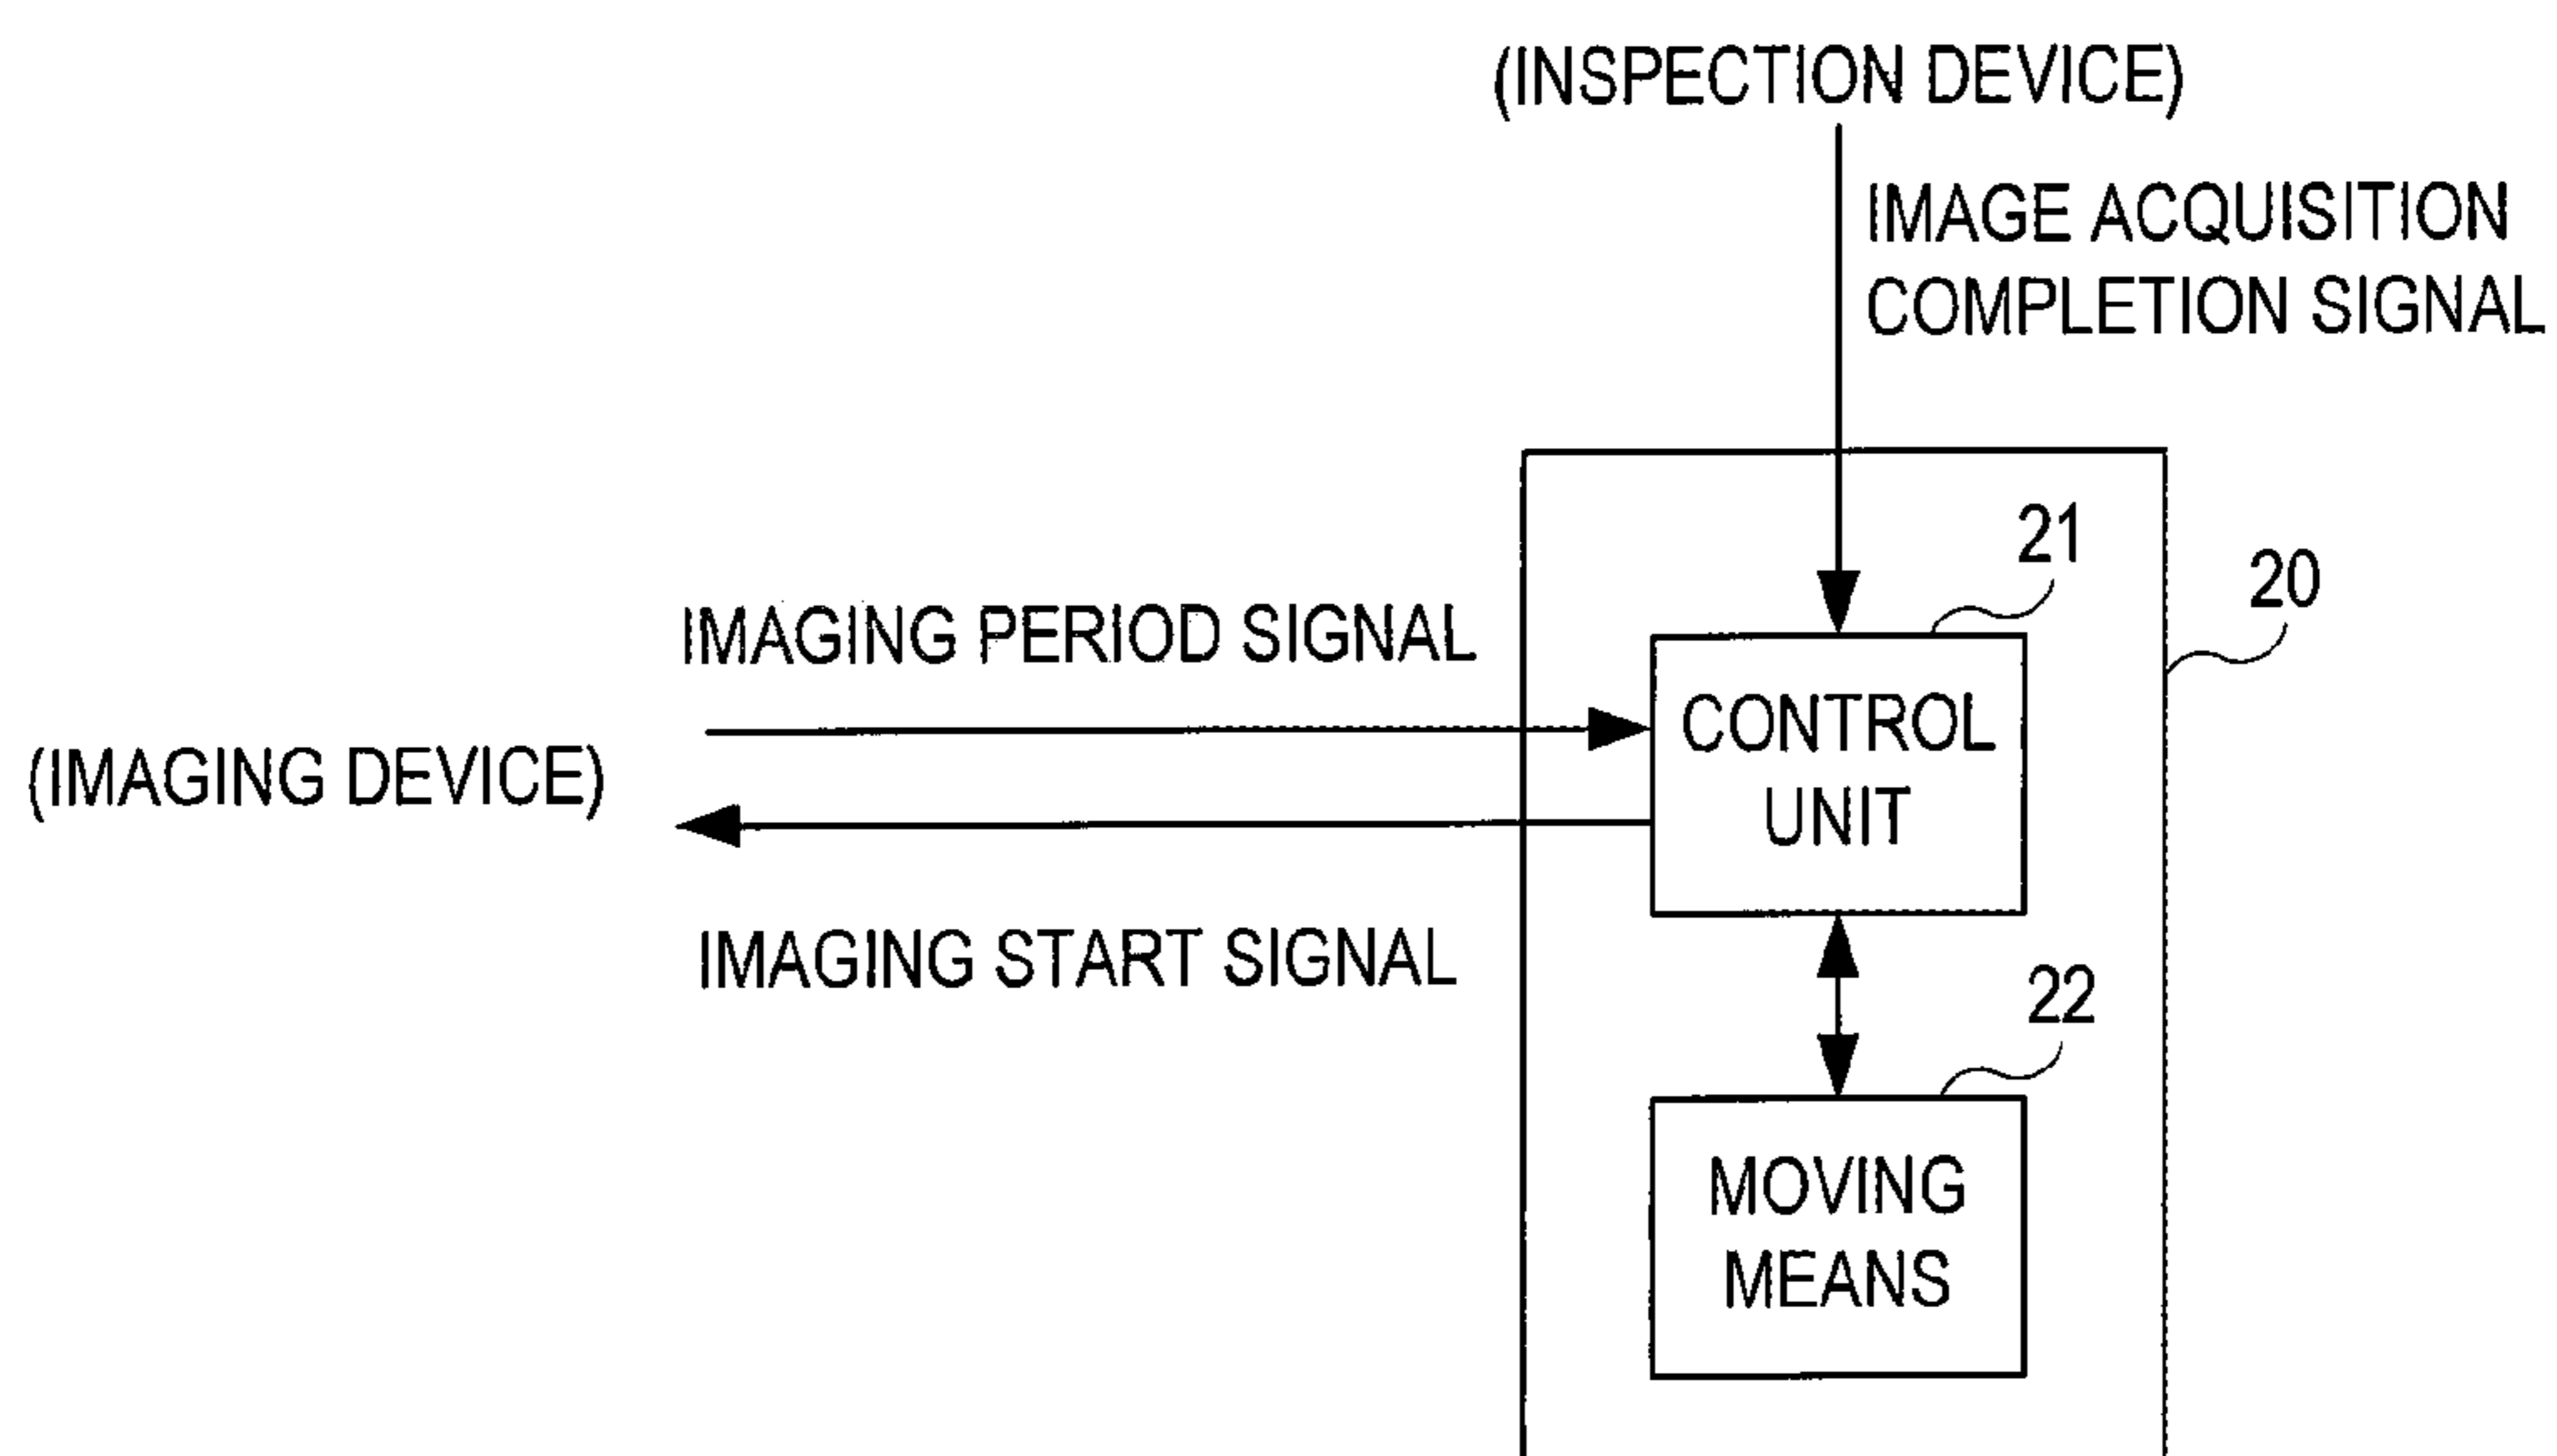 (INSPECTION DEVICE)
IMAGE ACQUISITION
COMPLETION SIGNAL
21
20
IMAGING PERIOD SIGNAL
CONTROL
UNIT
(IMAGING DEVICE)
IMAGING START SIGNAL
22
MOVING
MEANS